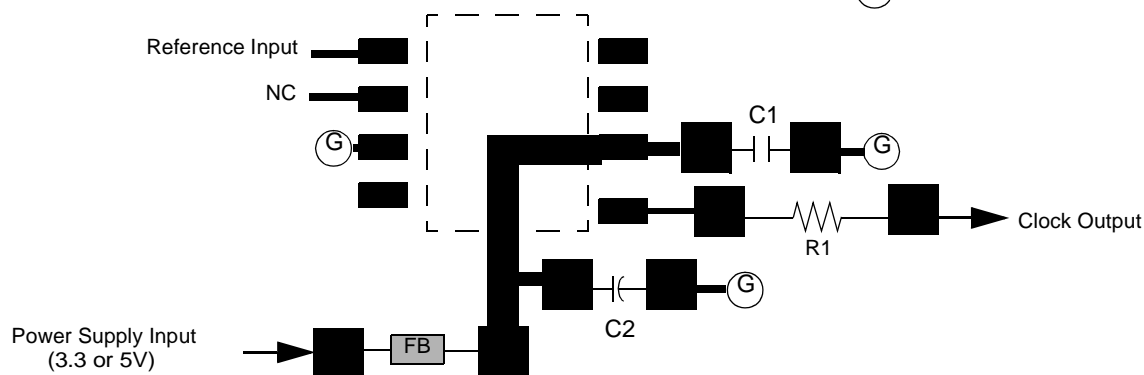 Reference Input
NC
G
C1
G
R1
Clock Output
G
C2
Power Supply Input
(3.3 or 5V)
FB